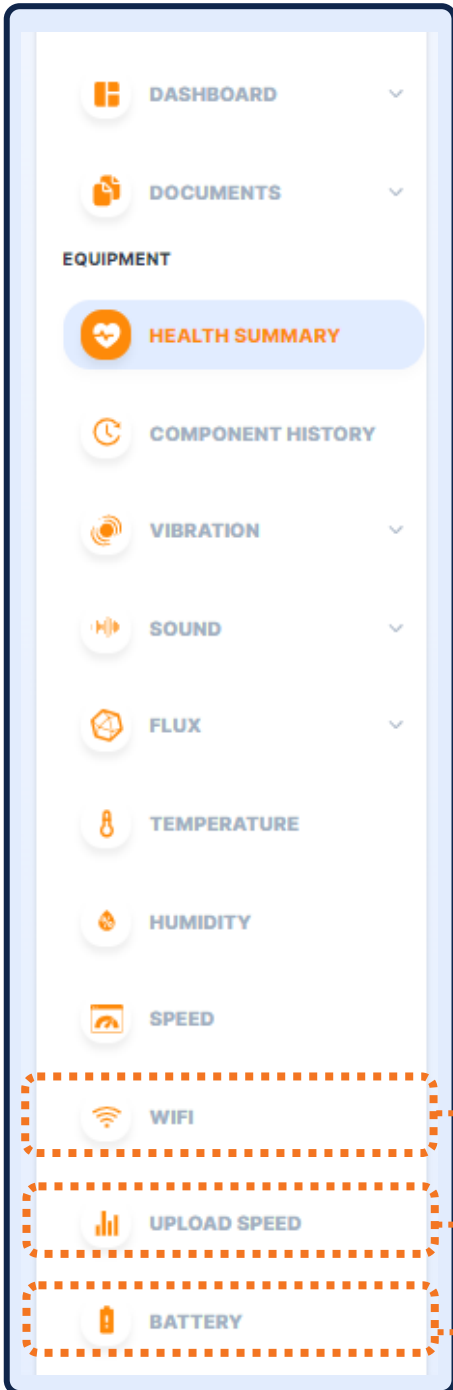 DASHBOARD
DOCUMENTS
EQUIPMENT
HEALTH SUMMARY
COMPONENT HISTORY
VIBRATION
SOUND
FLUX
TEMPERATURE
HUMIDITY
SPEED
WIFI
UPLOAD SPEED
BATTERY